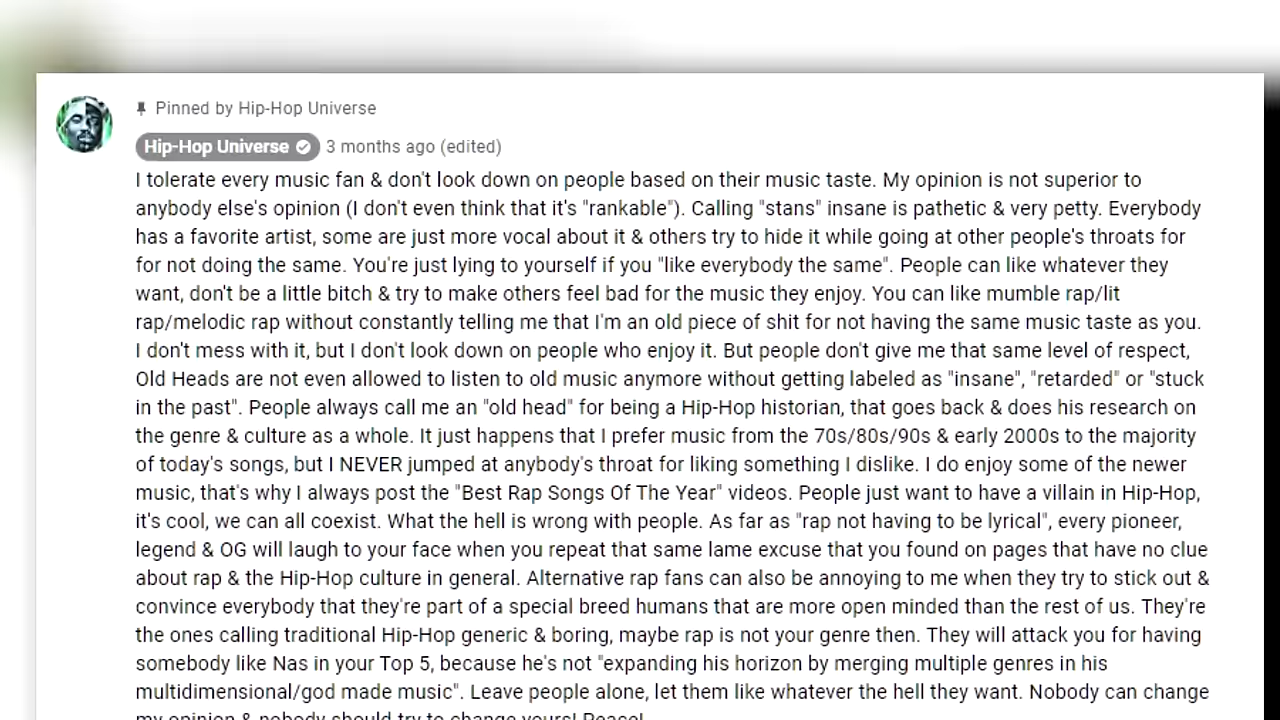 Pinned by Hip-Hop Universe
Hip-Hop Universe 3 months ago (edited)
I tolerate every music fan & don't look down on people based on their music taste. My opinion is not superior to
anybody else's opinion (I don't even think that it's "rankable"). Calling "stans" insane is pathetic & very petty. Everybody
has a favorite artist, some are just more vocal about it & others try to hide it while going at other people's throats for
for not doing the same. You're just lying to yourself if you "like everybody the same". People can like whatever they
want, don't be a little bitch & try to make others feel bad for the music they enjoy. You can like mumble rap/lit
rap/melodic rap without constantly telling me that I'm an old piece of shit for not having the same music taste as you.
I don't mess with it, but I don't look down on people who enjoy it. But people don't give me that same level of respect,
Old Heads are not even allowed to listen to old music anymore without getting labeled as "insane", "retarded" or "stuck
in the past". People always call me an "old head" for being a Hip-Hop historian, that goes back & does his research on
the genre & culture as a whole. It just happens that I prefer music from the 70s/80s/90s & early 2000s to the majority
of today's songs, but I NEVER jumped at anybody's throat for liking something I dislike. I do enjoy some of the newer
music, that's why I always post the "Best Rap Songs Of The Year" videos. People just want to have a villain in Hip-Hop,
it's cool, we can all coexist. What the hell is wrong with people. As far as "rap not having to be lyrical", every pioneer,
legend & OG will laugh to your face when you repeat that same lame excuse that you found on pages that have no clue
about rap & the Hip-Hop culture in general. Alternative rap fans can also be annoying to me when they try to stick out &
convince everybody that they're part of a special breed humans that are more open minded than the rest of us. They're
the ones calling traditional Hip-Hop generic & boring, maybe rap is not your genre then. They will attack you for having
somebody like Nas in your Top 5, because he's not "expanding his horizon by merging multiple genres in his
multidimensional/god made music". Leave people alone, let them like whatever the hell they want. Nobody can change
my opinion & nobody should try to change yours! Peace!